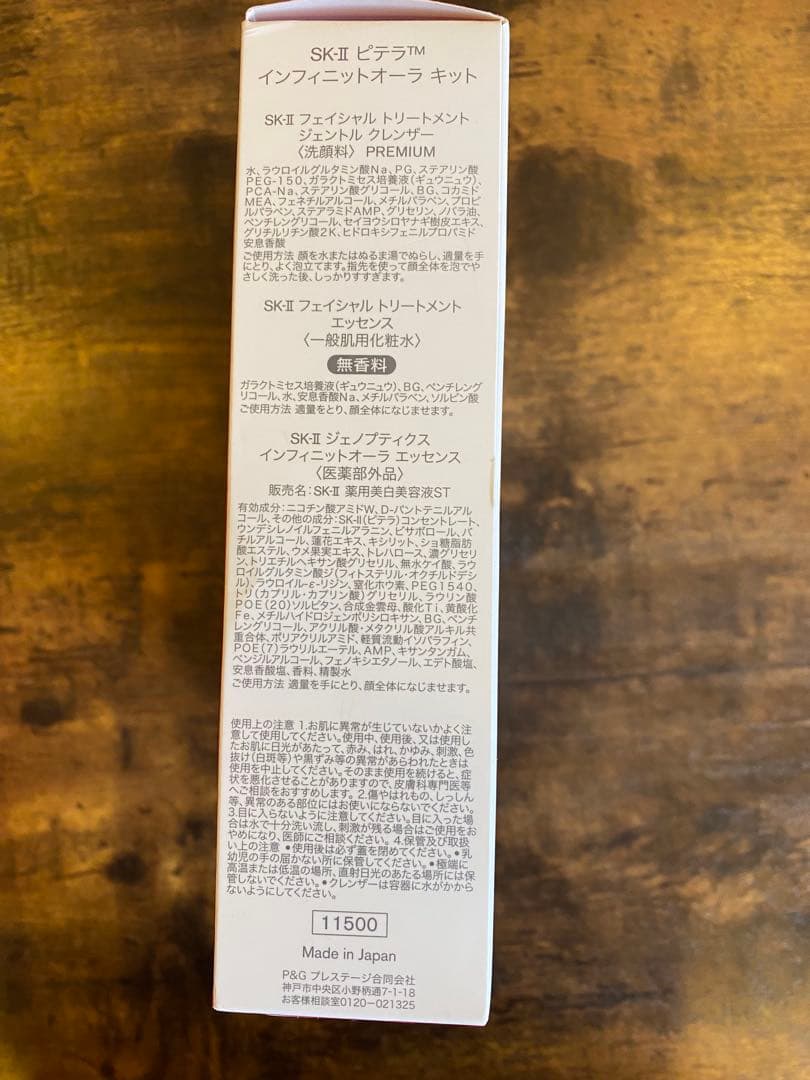 SK-II ピテラ™
インフィニットオーラ キット
SK-II フェイシャル トリートメント
ジェントル クレンザー
〈洗顔料〉 PREMIUM
水、ラウロイルグルタミン酸Na、PG、ステアリン酸
PEG-150、ガラクトミセス培養液(ギュウニュウ)、
PCA-Na、ステアリン酸グリコール、BG、コカミド
MEA、フェネチルアルコール、メチルパラベン、プロピ
ルパラベン、ステアラミドAMP、グリセリン、ノバラ油、
ペンチレングリコール、セイヨウシロヤナギ樹皮エキス、
グリチルリチン酸2K、ヒドロキシフェニルプロパミド
安息香酸
ご使用方法 顔を水またはぬるま湯でぬらし、適量を手
にとり、よく泡立てます。指先を使って顔全体を泡でや
さしく洗った後、しっかりすすぎます。
SK-II フェイシャル トリートメント
エッセンス
〈一般肌用化粧水〉
無香料
ガラクトミセス培養液(ギュウニュウ)、BG、ペンチレング
リコール、水、安息香酸Na、メチルパラベン、ソルビン酸
ご使用方法 適量をとり、顔全体になじませます。
SK-II ジェノプティクス
インフィニットオーラ エッセンス
〈医薬部外品〉
販売名:SK-II 薬用美白美容液ST
有効成分:ニコチン酸アミドW、D-パントテニルアル
コール、その他の成分:SK-II(ピテラ)コンセントレート、
ウンデシレノイルフェニルアラニン、ビサボロール、バ
チルアルコール、蓮花エキス、キシリット、ショ糖脂肪
酸エステル、ウメ果実エキス、トレハロース、濃グリセリ
ン、トリエチルヘキサン酸グリセリル、無水ケイ酸、ラウ
ロイルグルタミン酸ジ(フィトステリル・オクチルドデシ
ル)、ラウロイル-ε-リジン、窒化ホウ素、PEG1540、
トリ(カプリル・カプリン酸)グリセリル、ラウリン酸
POE(20)ソルビタン、合成金雲母、酸化Ti、黄酸化
Fe、メチルハイドロジェンポリシロキサン、BG、ペンチ
レングリコール、アクリル酸・メタクリル酸アルキル共
重合体、ポリアクリルアミド、軽質流動イソパラフィン、
POE(7)ラウリルエーテル、AMP、キサンタンガム、
ベンジルアルコール、フェノキシエタノール、エデト酸塩、
安息香酸塩、香料、精製水
ご使用方法 適量を手にとり、顔全体になじませます。
使用上の注意 1.お肌に異常が生じていないかよく注
意して使用してください。使用中、使用後、又は使用し
たお肌に日光があたって、赤み、はれ、かゆみ、刺激、色
抜け(白斑等)や黒ずみ等の異常があらわれたときは
使用を中止してください。そのまま使用を続けると、症
状を悪化させることがありますので、皮膚科専門医等
へご相談をおすすめします。 2.傷やはれもの、しっしん
等、異常のある部位にはお使いにならないでください。
3.目に入らないように注意してください。目に入った場
合は水で十分洗い流し、刺激が残る場合はご使用をお
やめになり、医師にご相談ください。 4.保管及び取扱
い上の注意 ●使用後は必ず蓋を閉めてください。●乳
幼児の手の届かない所に保管してください。●極端に
高温または低温の場所、直射日光のあたる場所には保
管しないでください。●クレンザーは容器に水がかから
ないようにしてください。
11500
Made in Japan
P&G プレステージ合同会社
神戸市中央区小野柄通7-1-18
お客様相談室0120-021325